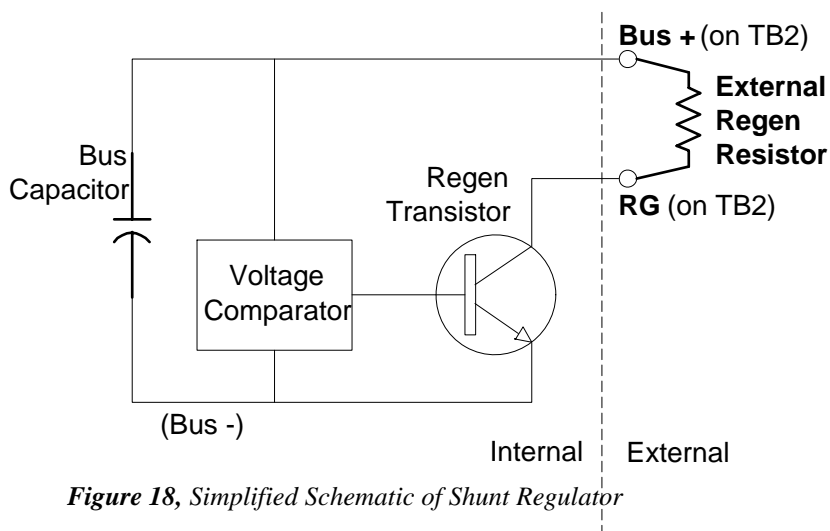 Bus + (on TB2)
External
Regen
Resistor
Bus
Capacitor
Regen
Transistor
RG (on TB2)
Voltage
Comparator
(Bus -)
Internal
External
Figure 18, Simplified Schematic of Shunt Regulator